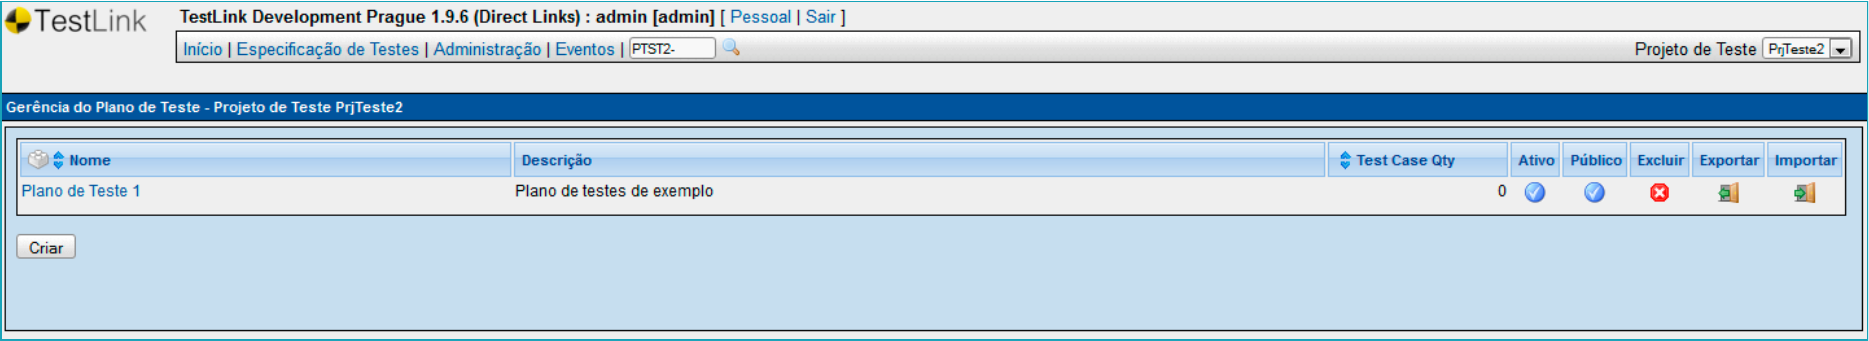 TestLink
TestLink Development Prague 1.9.6 (Direct Links) : admin [admin] [ Pessoal | Sair ]
Início | Especificação de Testes | Administração | Eventos | PTST2- Projeto de Teste PrjTeste2
Gerência do Plano de Teste - Projeto de Teste PrjTeste2
Nome Descrição Test Case Qty Ativo Público Excluir Exportar Importar
Plano de Teste 1 Plano de testes de exemplo 0
Criar